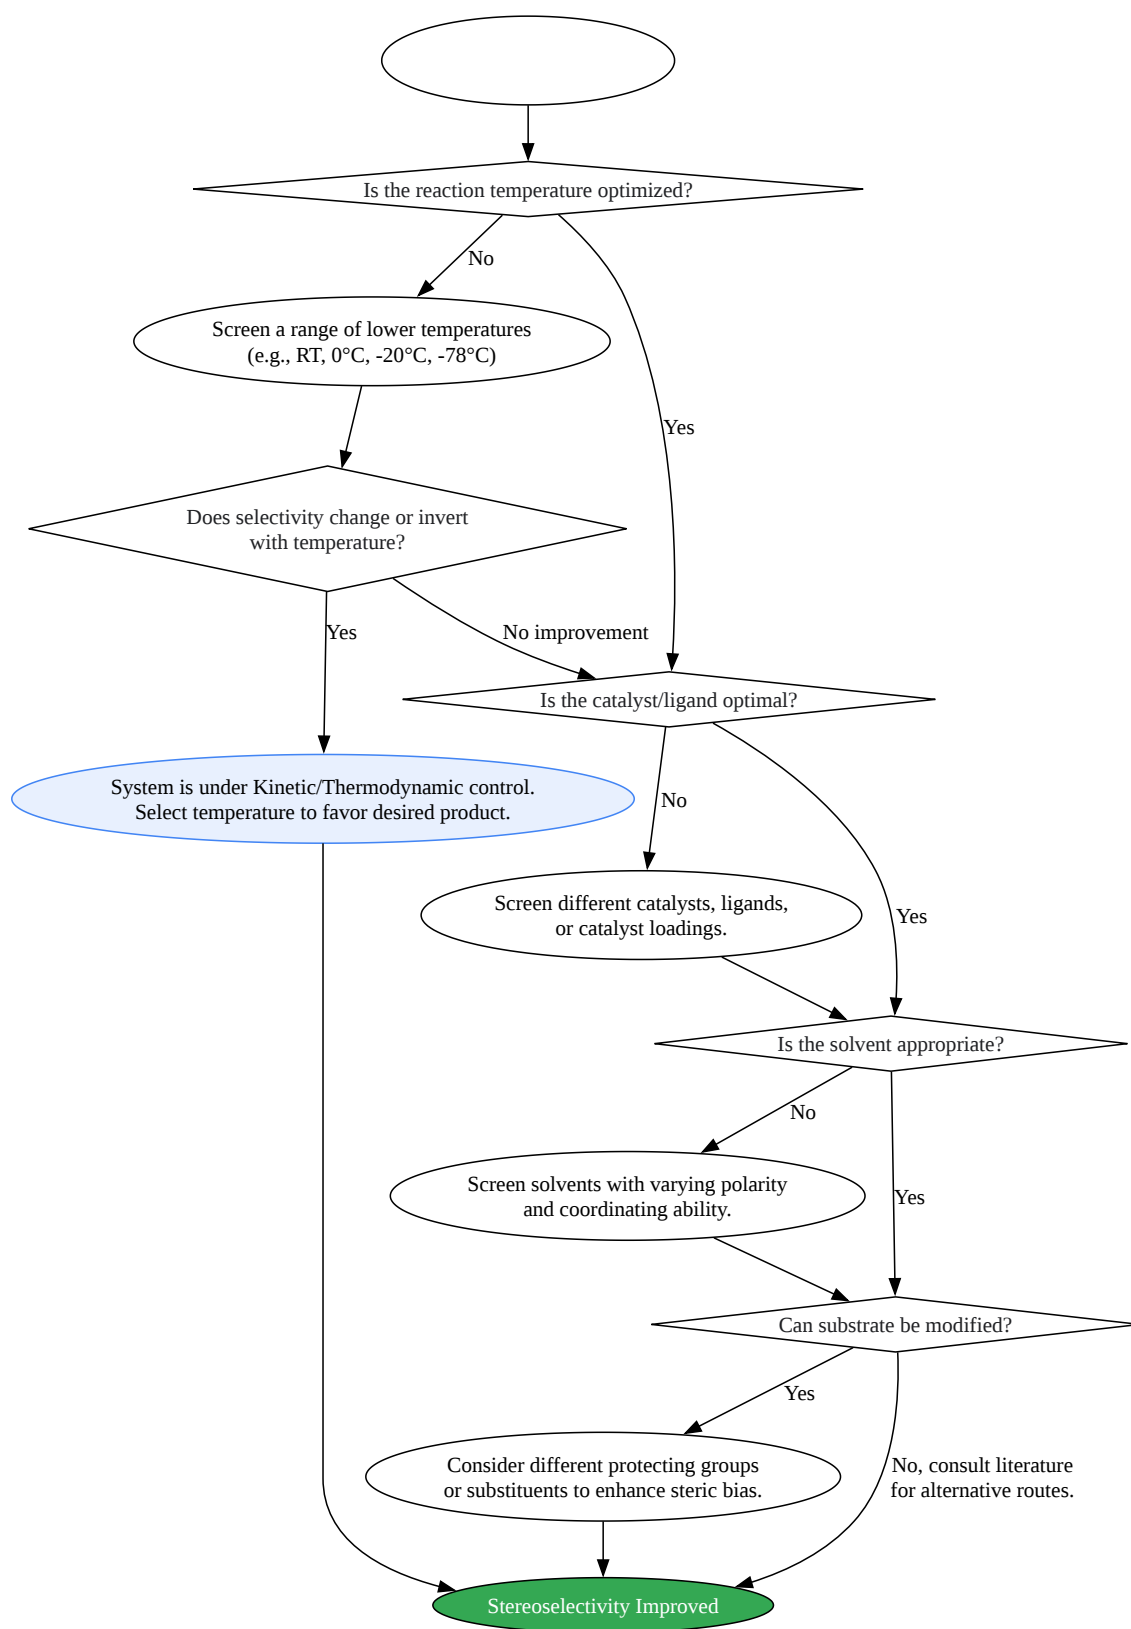 Is the reaction temperature optimized?
No
Screen a range of lower temperatures
(e.g., RT, 0°C, -20°C, -78°C)
Yes
Does selectivity change or invert
with temperature?
Yes
No improvement
Is the catalyst/ligand optimal?
System is under Kinetic/Thermodynamic control.
Select temperature to favor desired product.
No
Screen different catalysts, ligands,
or catalyst loadings.
Yes
Is the solvent appropriate?
No
Screen solvents with varying polarity
and coordinating ability.
Yes
Can substrate be modified?
Yes
Consider different protecting groups
or substituents to enhance steric bias.
No, consult literature
for alternative routes.
Stereoselectivity Improved